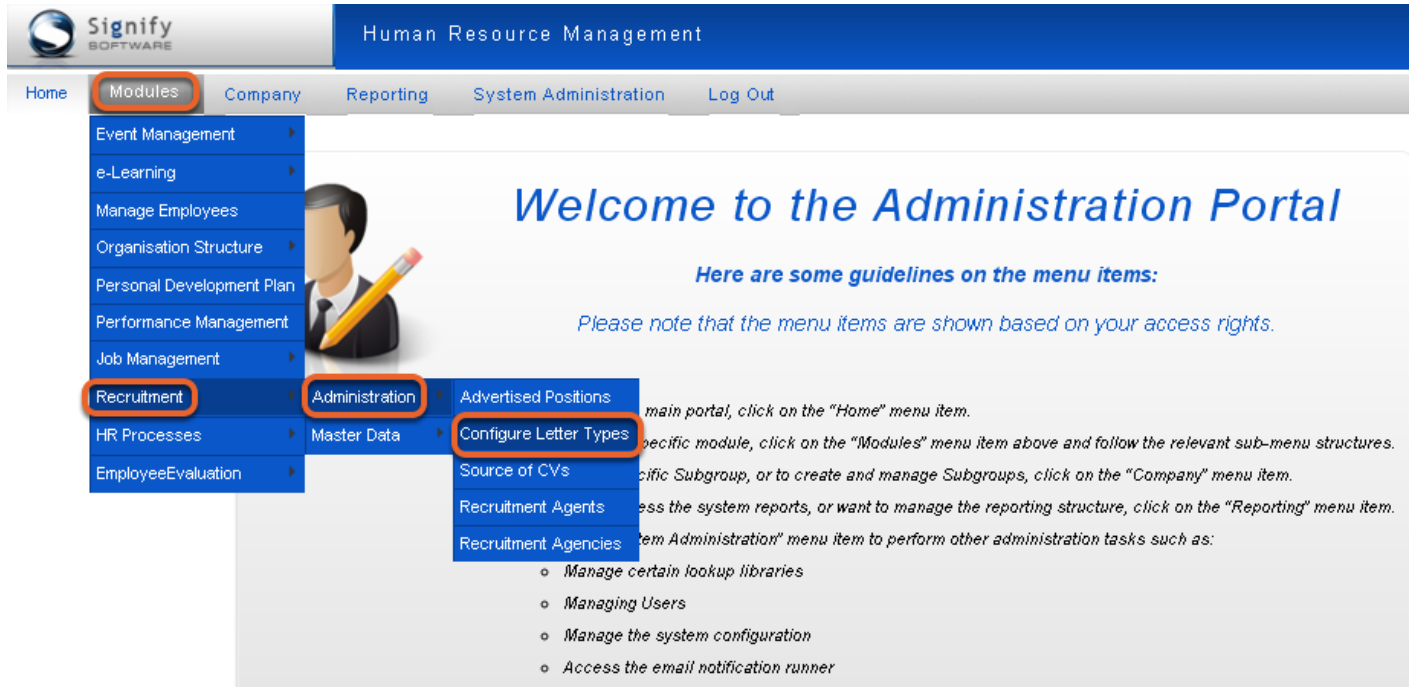 Signify
SOFTWARE
Human Resource Management
Home Modules Company Reporting System Administration Log Out
Event Management
e-Learning
Manage Employees
Organisation Structure
Personal Development Plan
Performance Management
Job Management
Recruitment
HR Processes
EmployeeEvaluation
Administration
Master Data
Advertised Positions
Configure Letter Types
Source of CVs
Recruitment Agents
Recruitment Agencies
Welcome to the Administration Portal
Here are some guidelines on the menu items:
Please note that the menu items are shown based on your access rights.
main portal, click on the "Home" menu item.
module, click on the "Modules" menu item above and follow the relevant sub-menu structures.
Subgroup, or to create and manage Subgroups, click on the "Company" menu item.
the system reports, or want to manage the reporting structure, click on the "Reporting" menu item.
Administration" menu item to perform other administration tasks such as:
Manage certain lookup libraries
Managing Users
Manage the system configuration
Access the email notification runner